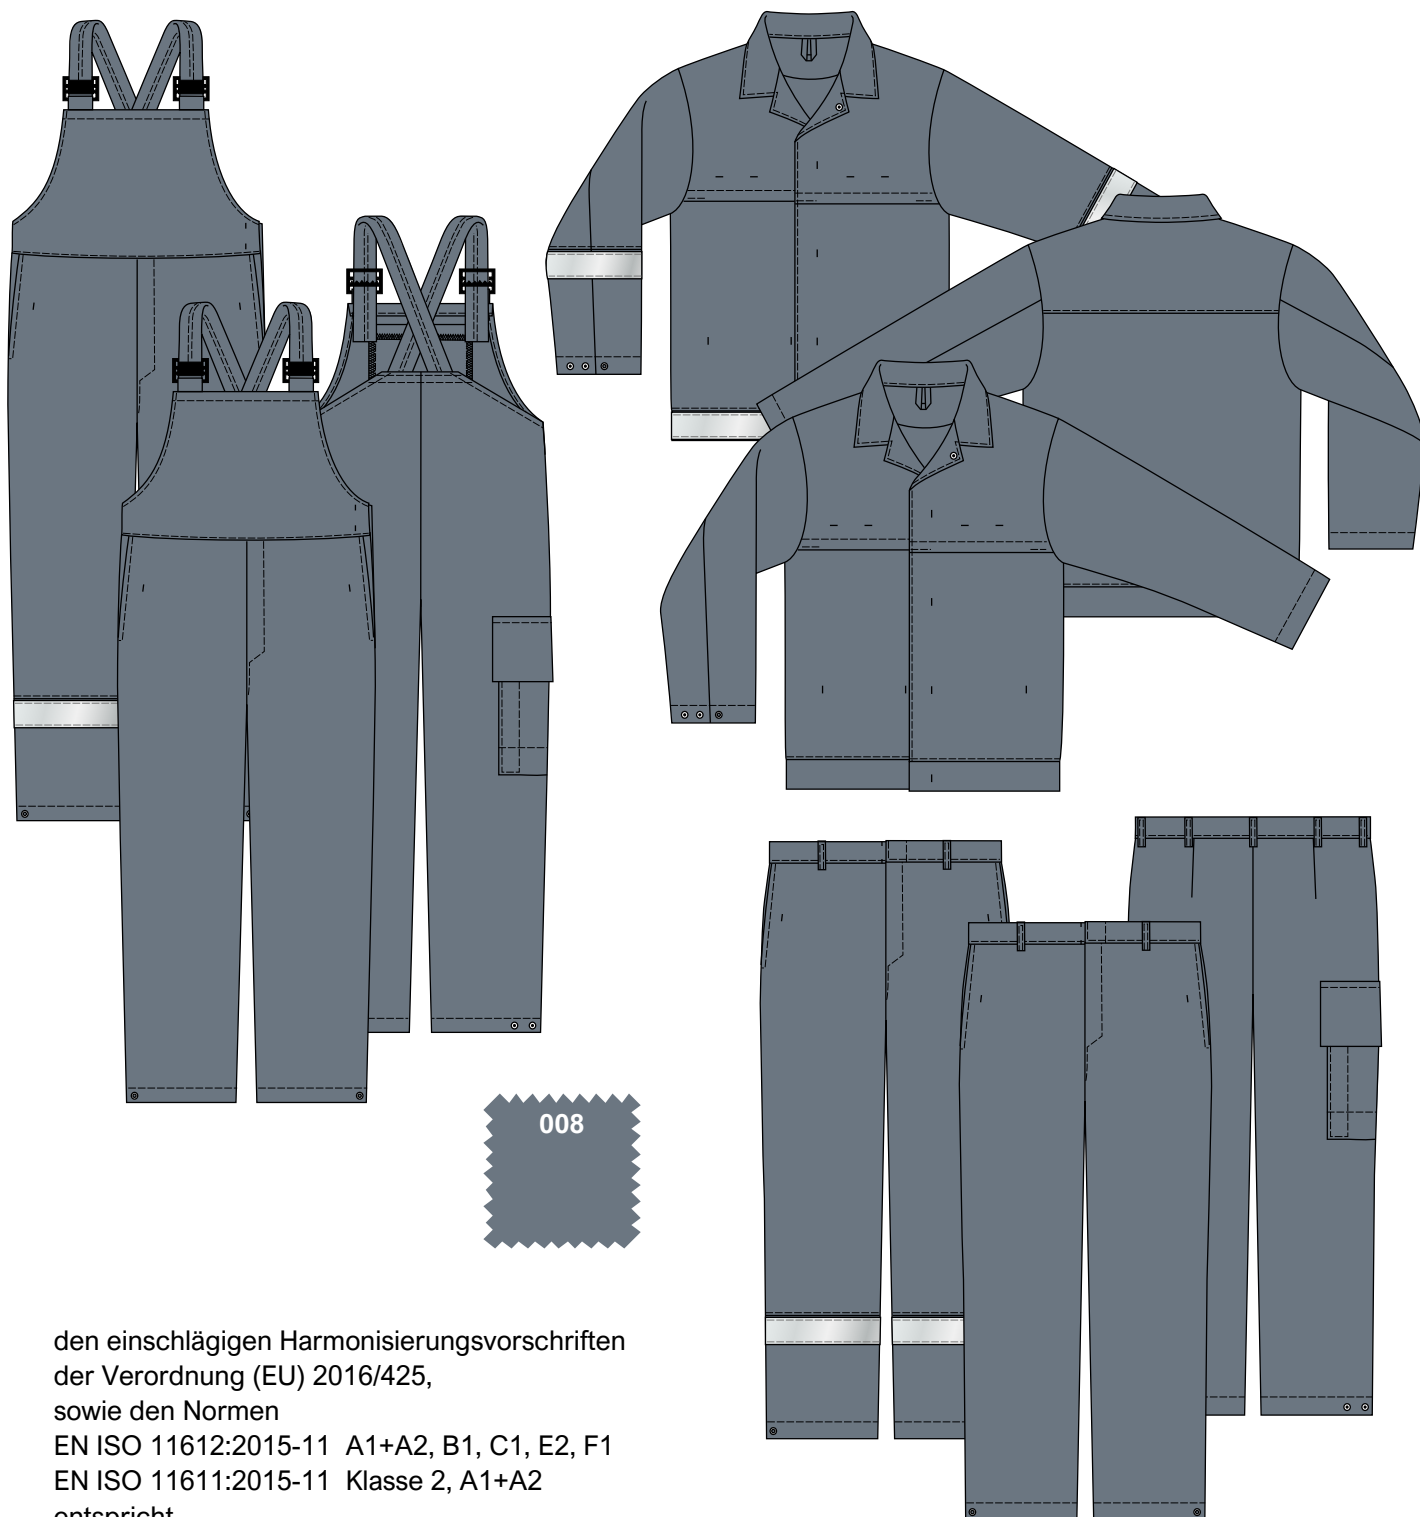 008
den einschlägigen Harmonisierungsvorschriften
der Verordnung (EU) 2016/425,
sowie den Normen
EN ISO 11612:2015-11 A1+A2, B1, C1, E2, F1
EN ISO 11611:2015-11 Klasse 2, A1+A2
entspricht